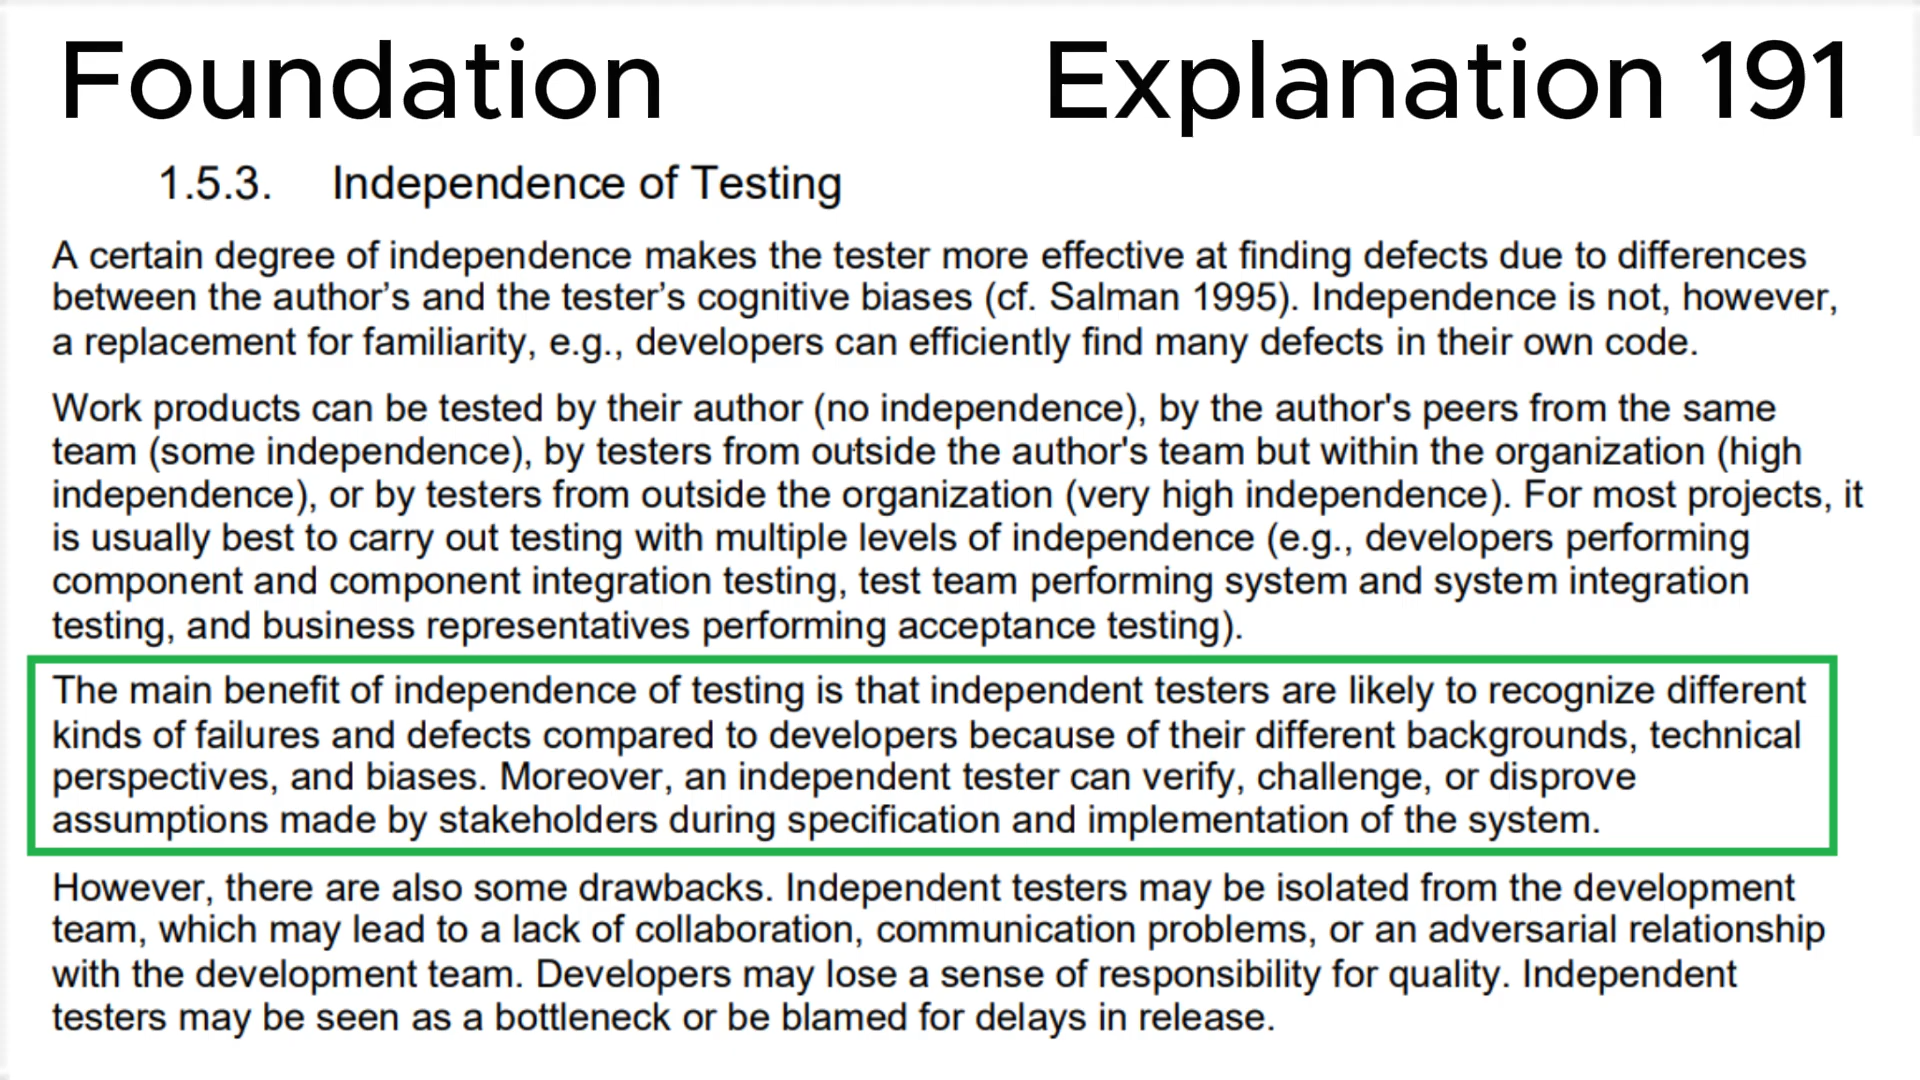 Foundation Explanation 191
1.5.3. Independence of Testing
A certain degree of independence makes the tester more effective at finding defects due to differences
between the author’s and the tester’s cognitive biases (cf. Salman 1995). Independence is not, however,
a replacement for familiarity, e.g., developers can efficiently find many defects in their own code.
Work products can be tested by their author (no independence), by the author's peers from the same
team (some independence), by testers from outside the author's team but within the organization (high
independence), or by testers from outside the organization (very high independence). For most projects, it
is usually best to carry out testing with multiple levels of independence (e.g., developers performing
component and component integration testing, test team performing system and system integration
testing, and business representatives performing acceptance testing).
The main benefit of independence of testing is that independent testers are likely to recognize different
kinds of failures and defects compared to developers because of their different backgrounds, technical
perspectives, and biases. Moreover, an independent tester can verify, challenge, or disprove
assumptions made by stakeholders during specification and implementation of the system.
However, there are also some drawbacks. Independent testers may be isolated from the development
team, which may lead to a lack of collaboration, communication problems, or an adversarial relationship
with the development team. Developers may lose a sense of responsibility for quality. Independent
testers may be seen as a bottleneck or be blamed for delays in release.